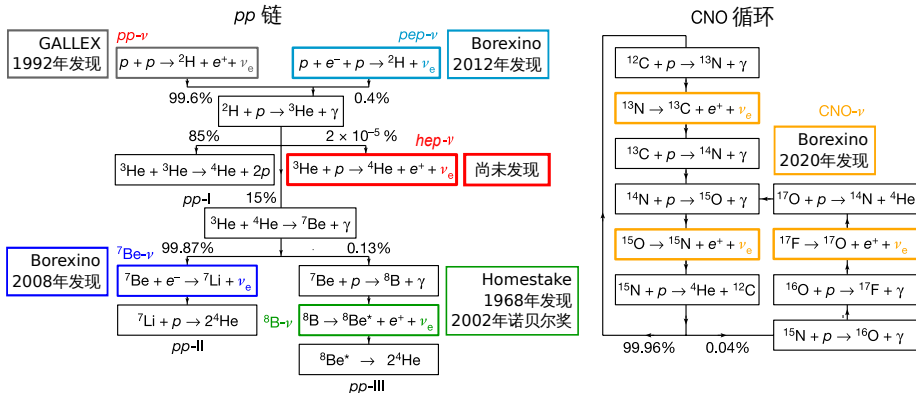 pp 链
CNO 循环
GALLEX
1992年发现
pp-ν
p + p → ²H + e⁺ + νₑ
pep-ν
p + e⁻ + p → ²H + νₑ
Borexino
2012年发现
99.6%
0.4%
²H + p → ³He + γ
85%
2 × 10⁻⁵ %
hep-ν
³He + ³He → ⁴He + 2p
³He + p → ⁴He + e⁺ + νₑ
尚未发现
pp-I
15%
³He + ⁴He → ⁷Be + γ
⁷Be-ν
99.87%
0.13%
Borexino
2008年发现
⁷Be + e⁻ → ⁷Li + νₑ
⁷Be + p → ⁸B + γ
Homestake
1968年发现
2002年诺贝尔奖
⁷Li + p → 2⁴He
⁸B-ν
⁸B → ⁸Be* + e⁺ + νₑ
pp-II
⁸Be* → 2⁴He
pp-III
¹²C + p → ¹³N + γ
¹³N → ¹³C + e⁺ + νₑ
CNO-ν
Borexino
2020年发现
¹³C + p → ¹⁴N + γ
¹⁴N + p → ¹⁵O + γ
¹⁷O + p → ¹⁴N + ⁴He
¹⁵O → ¹⁵N + e⁺ + νₑ
¹⁷F → ¹⁷O + e⁺ + νₑ
¹⁵N + p → ⁴He + ¹²C
¹⁶O + p → ¹⁷F + γ
99.96%
0.04%
¹⁵N + p → ¹⁶O + γ